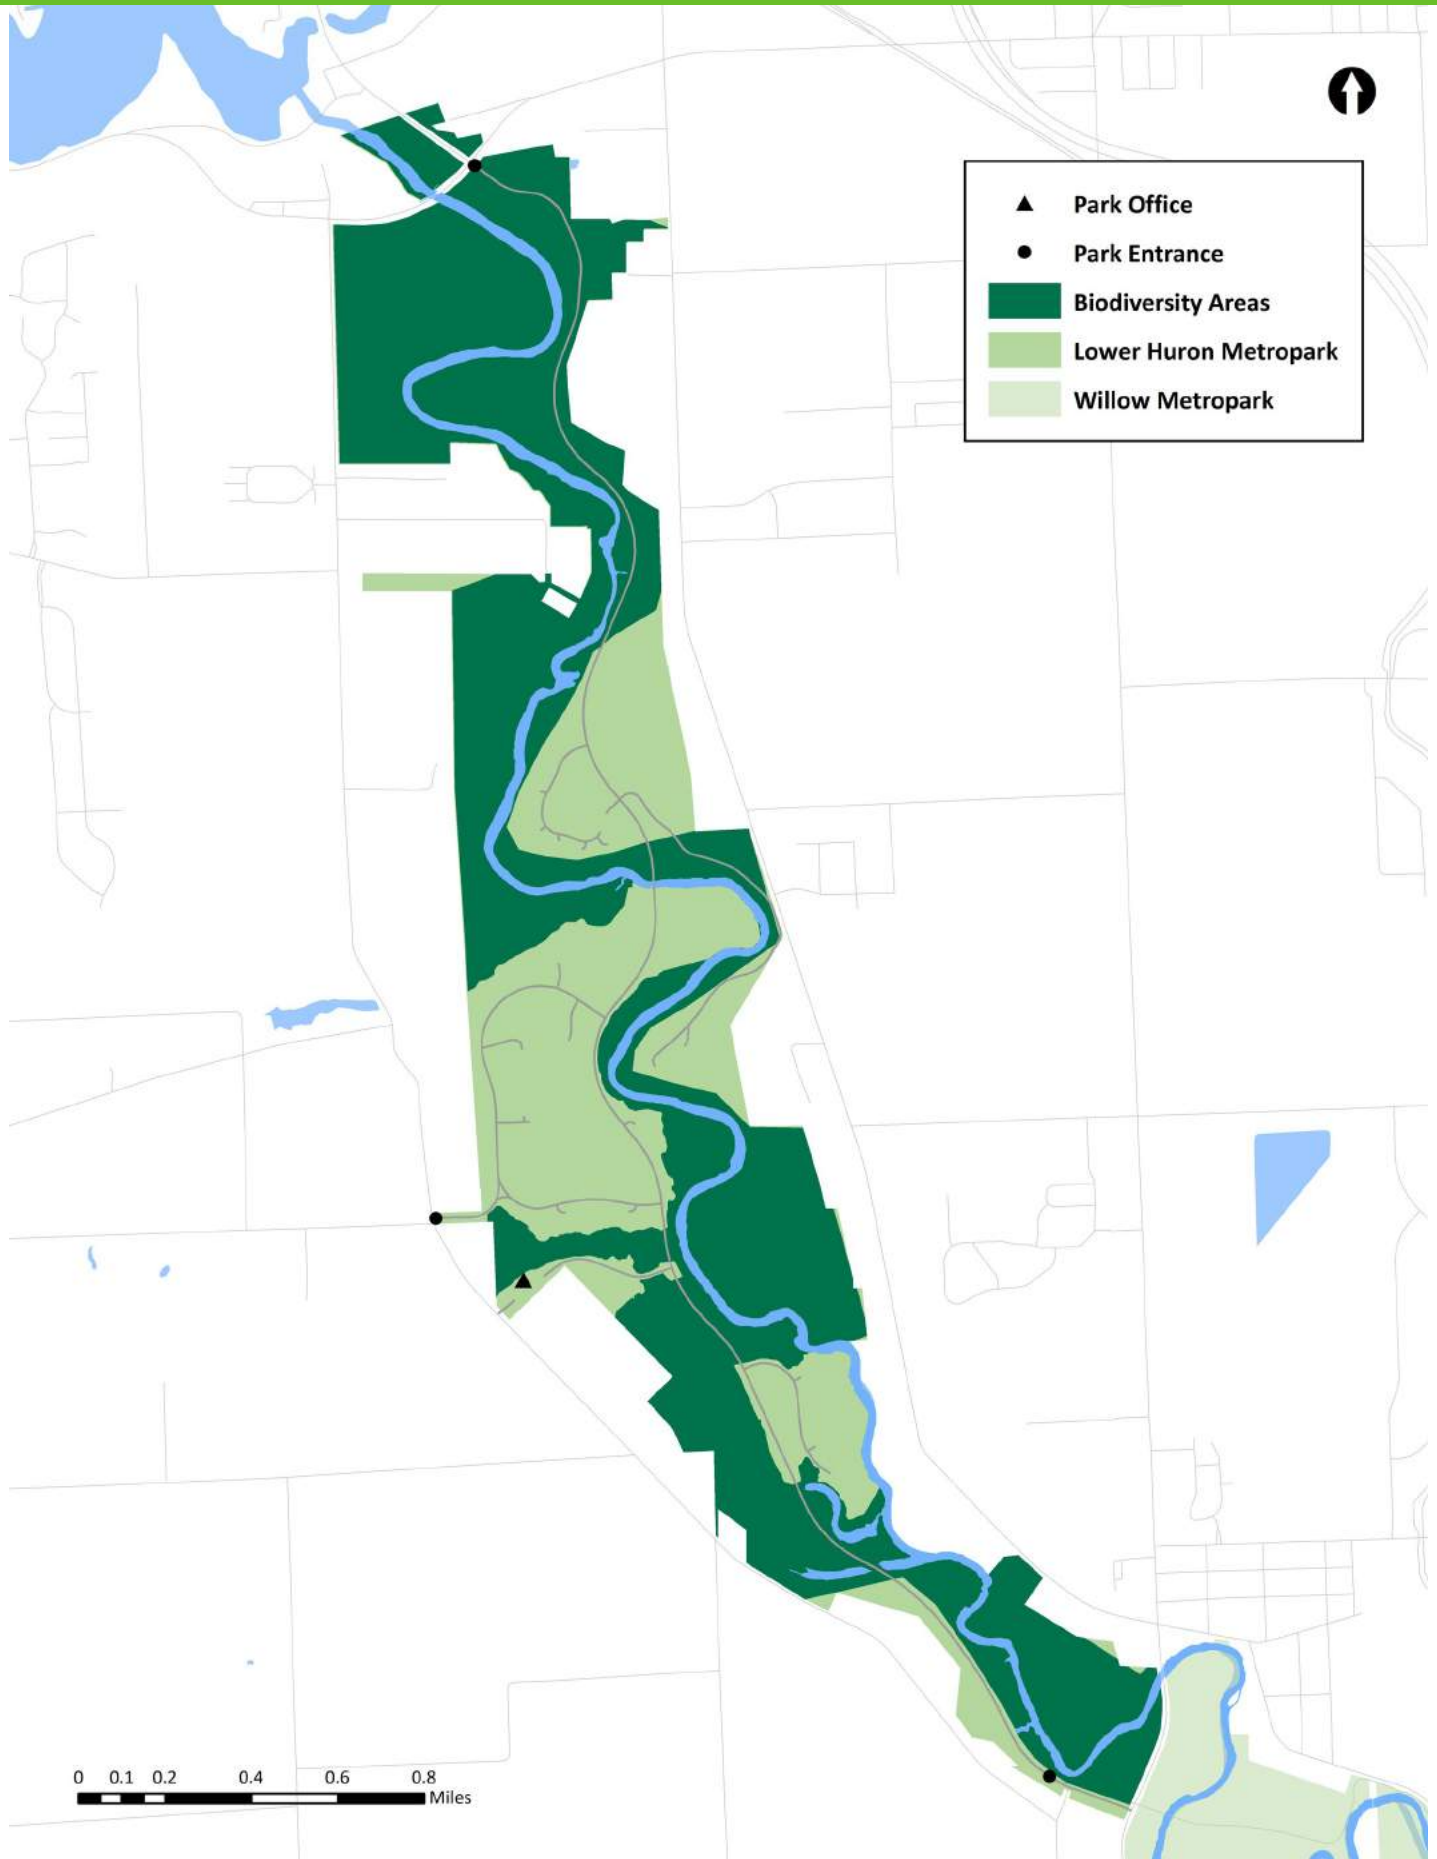 Park Office
Park Entrance
Biodiversity Areas
Lower Huron Metropark
Willow Metropark
0 0.1 0.2 0.4 0.6 0.8
Miles